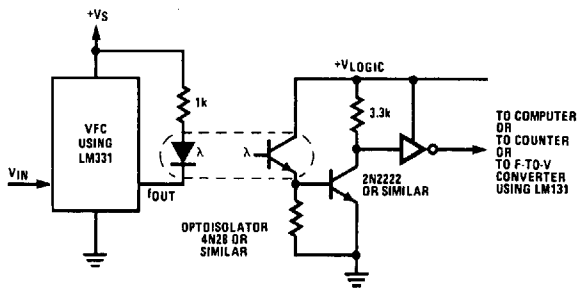 +VS
+VLOGIC
1k
3.3k
VFC
USING
LM331
λ
λ
TO COMPUTER
OR
TO COUNTER
OR
TO F-TO-V
CONVERTER
USING LM131
VIN
fOUT
2N2222
OR SIMILAR
OPTOISOLATOR
4N28 OR
SIMILAR